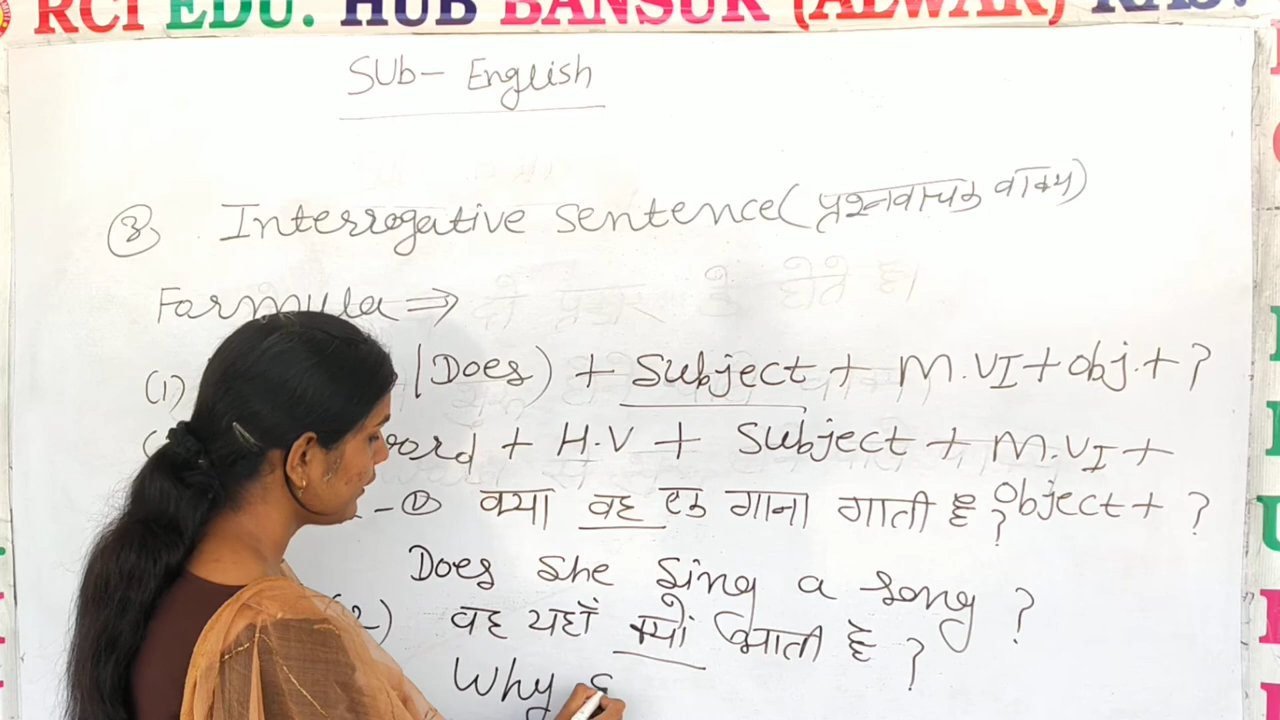 RCI EDU. HUB BANSUR (ALWAR) RAJ.
SUb- English
③ Interrogative Sentence( प्रश्नवाचक वाक्य)
Formula ⇒
(1) |Does) + Subject + M.VI+obj.+ ?
word + H.V + Subject + M.VI+
Object+ ?
-① क्या वह एक गाना गाती है ?
Does She Sing a Song ?
(2-) वह यहाँ क्यों आती है ?
Why